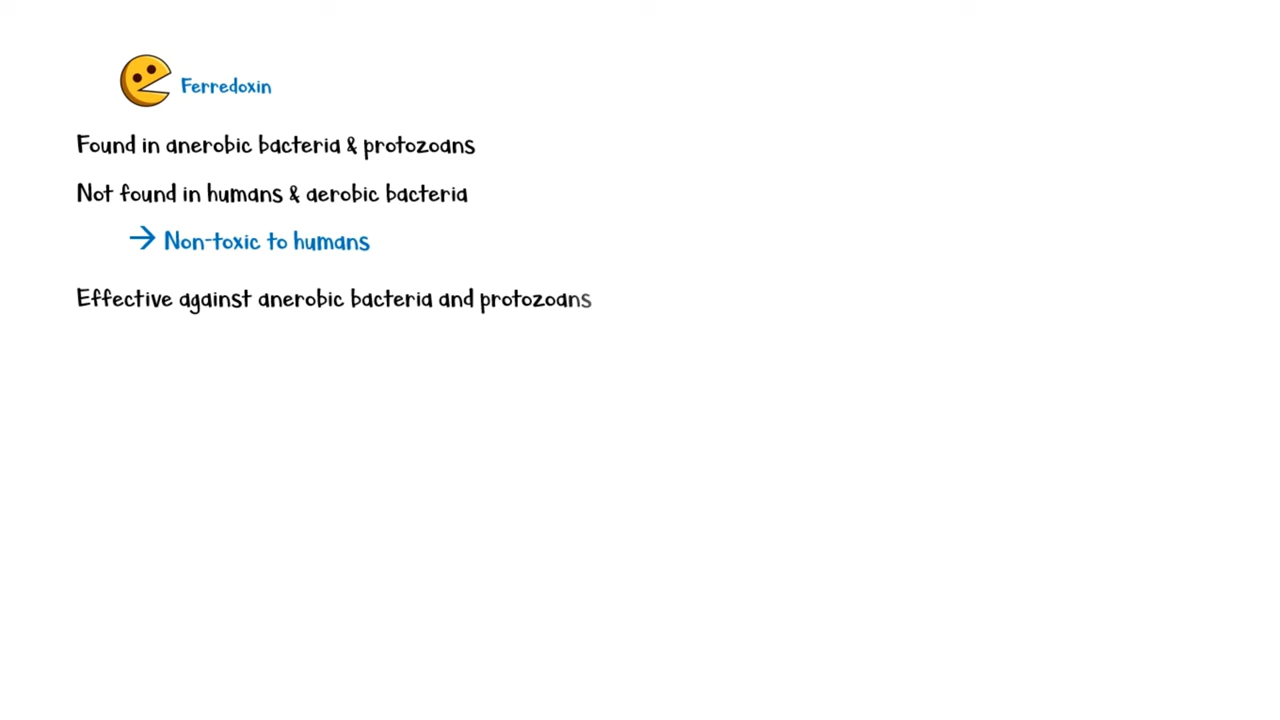 Ferredoxin
Found in anerobic bacteria & protozoans
Not found in humans & aerobic bacteria
→ Non-toxic to humans
Effective against anerobic bacteria and protozoans